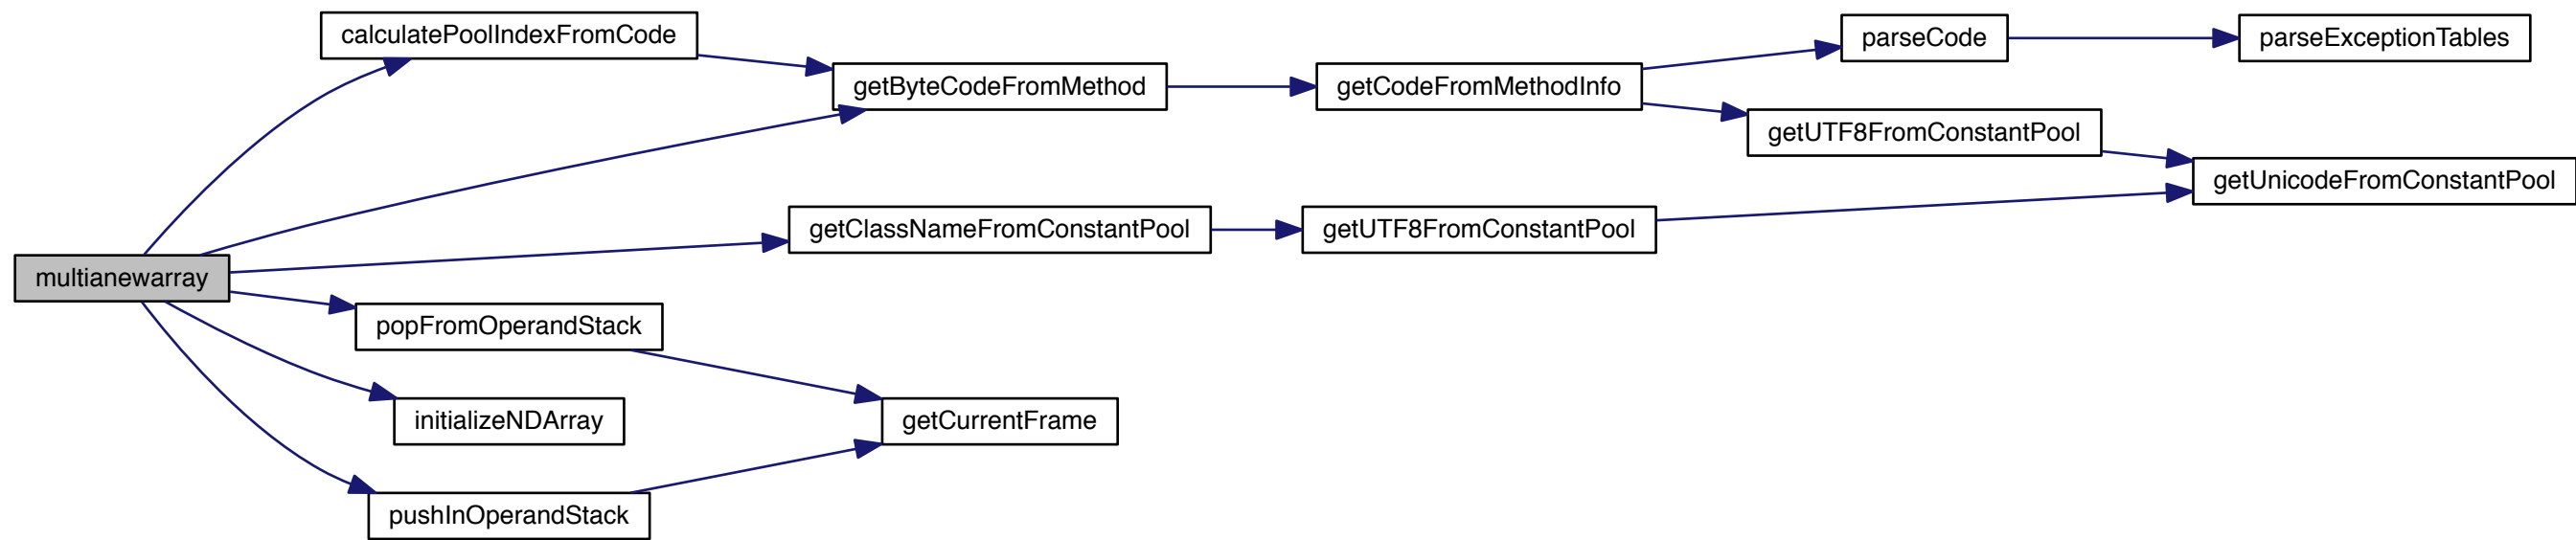 calculatePoolIndexFromCode
parseCode
parseExceptionTables
getByteCodeFromMethod
getCodeFromMethodInfo
getUTF8FromConstantPool
getUnicodeFromConstantPool
getClassNameFromConstantPool
getUTF8FromConstantPool
multianewarray
popFromOperandStack
initializeNDArray
getCurrentFrame
pushInOperandStack